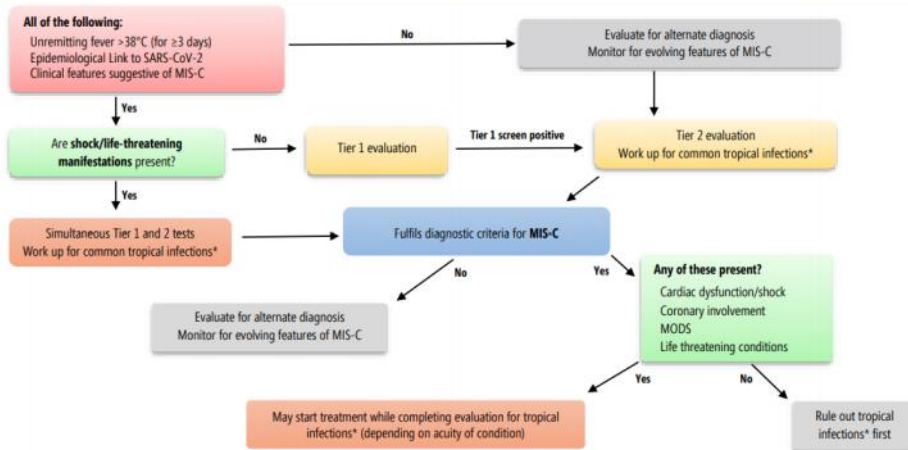 All of the following:
Unremitting fever >38°C (for ≥3 days)
Epidemiological Link to SARS-CoV-2
Clinical features suggestive of MIS-C
No
Evaluate for alternate diagnosis
Monitor for evolving features of MIS-C
Yes
Are shock/life-threatening
manifestations present?
No
Tier 1 evaluation
Tier 1 screen positive
Tier 2 evaluation
Work up for common tropical infections*
Yes
Simultaneous Tier 1 and 2 tests
Work up for common tropical infections*
Fulfils diagnostic criteria for MIS-C
No
Yes
Evaluate for alternate diagnosis
Monitor for evolving features of MIS-C
Any of these present?
Cardiac dysfunction/shock
Coronary involvement
MODS
Life threatening conditions
Yes
No
May start treatment while completing evaluation for tropical
infections* (depending on acuity of condition)
Rule out tropical
infections* first